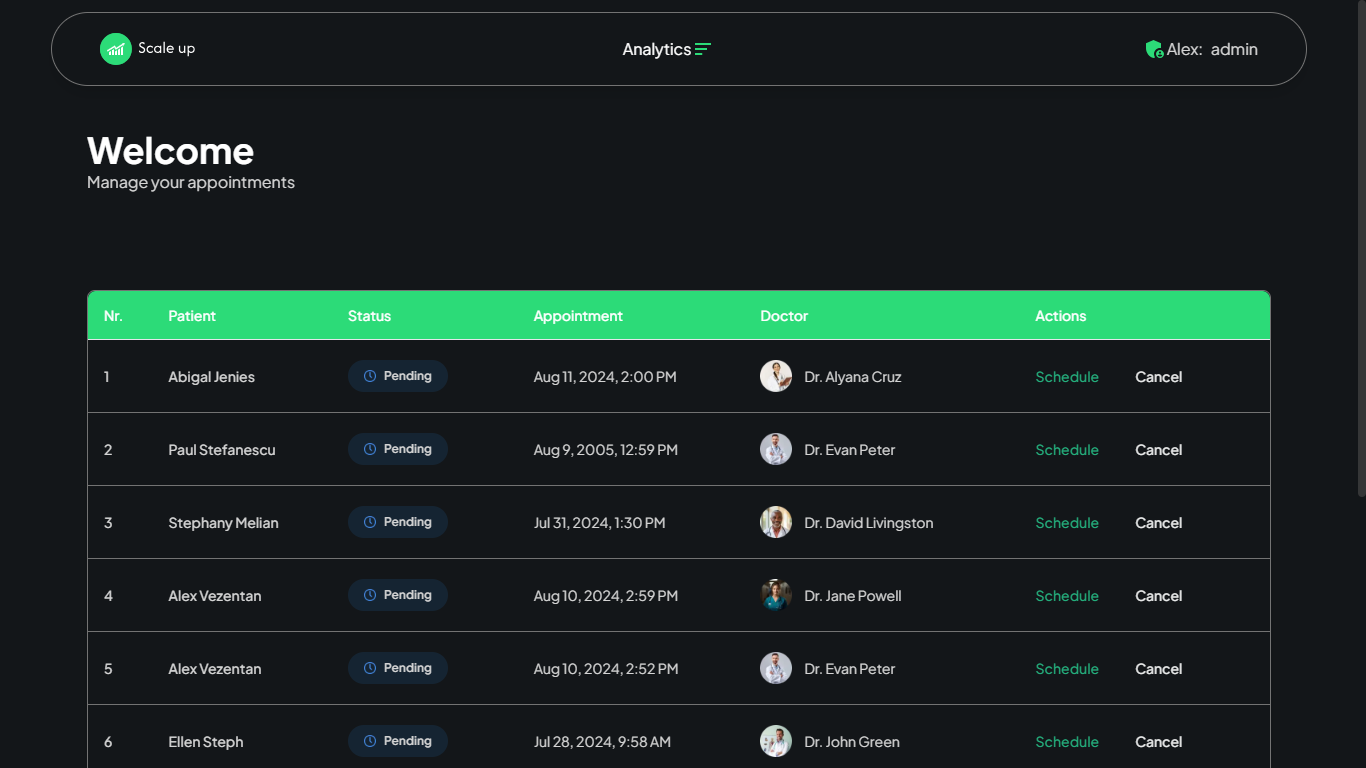 Scale up Analytics Alex: admin
Welcome
Manage your appointments
Nr. Patient Status Appointment Doctor Actions
1 Abigal Jenies Pending Aug 11, 2024, 2:00 PM Dr. Alyana Cruz Schedule Cancel
2 Paul Stefanescu Pending Aug 9, 2005, 12:59 PM Dr. Evan Peter Schedule Cancel
3 Stephany Melian Pending Jul 31, 2024, 1:30 PM Dr. David Livingston Schedule Cancel
4 Alex Vezentan Pending Aug 10, 2024, 2:59 PM Dr. Jane Powell Schedule Cancel
5 Alex Vezentan Pending Aug 10, 2024, 2:52 PM Dr. Evan Peter Schedule Cancel
6 Ellen Steph Pending Jul 28, 2024, 9:58 AM Dr. John Green Schedule Cancel